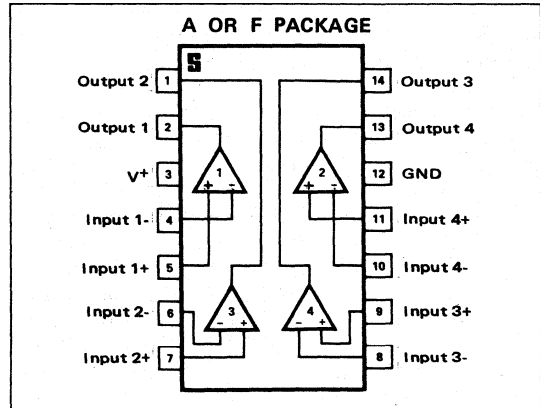 A OR F PACKAGE
S
Output 2 1
14 Output 3
Output 1 2
13 Output 4
V+ 3
12 GND
1
+ -
2
+ -
Input 1- 4
11 Input 4+
Input 1+ 5
10 Input 4-
Input 2- 6
9 Input 3+
3
- +
4
- +
Input 2+ 7
8 Input 3-